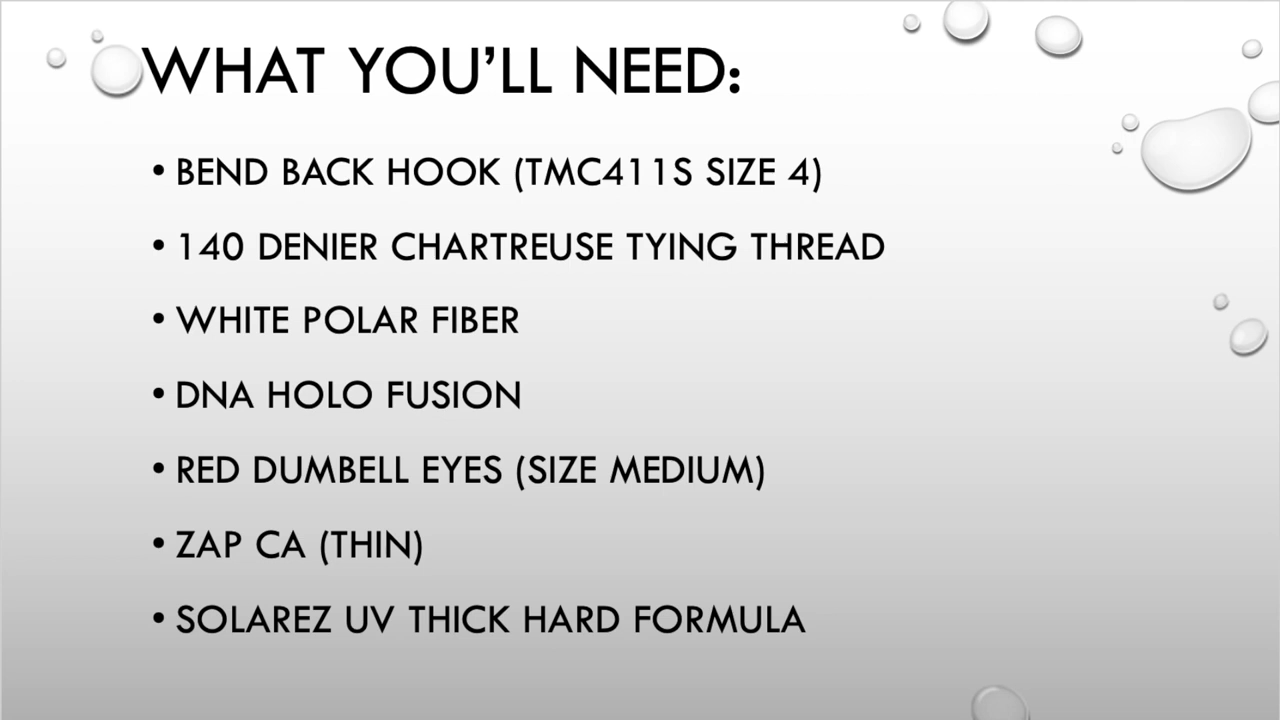 WHAT YOU’LL NEED:
• BEND BACK HOOK (TMC411S SIZE 4)
• 140 DENIER CHARTREUSE TYING THREAD
• WHITE POLAR FIBER
• DNA HOLO FUSION
• RED DUMBELL EYES (SIZE MEDIUM)
• ZAP CA (THIN)
• SOLAREZ UV THICK HARD FORMULA